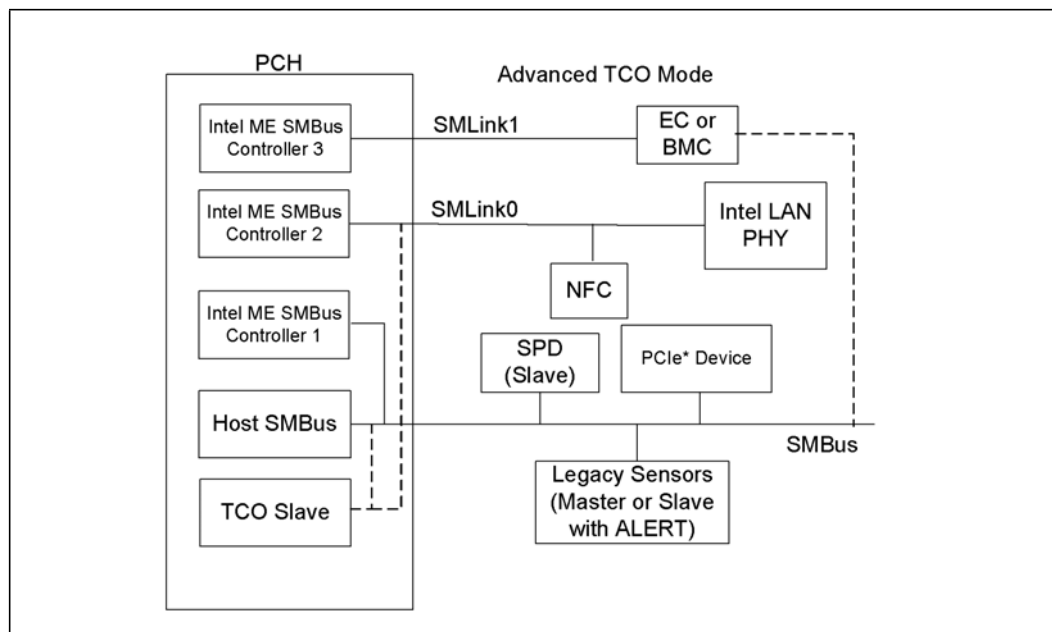 PCH
Advanced TCO Mode
Intel ME SMBus
Controller 3
SMLink1
EC or
BMC
Intel ME SMBus
Controller 2
SMLink0
Intel LAN
PHY
NFC
Intel ME SMBus
Controller 1
SPD
(Slave)
PCIe* Device
Host SMBus
SMBus
Legacy Sensors
(Master or Slave
with ALERT)
TCO Slave